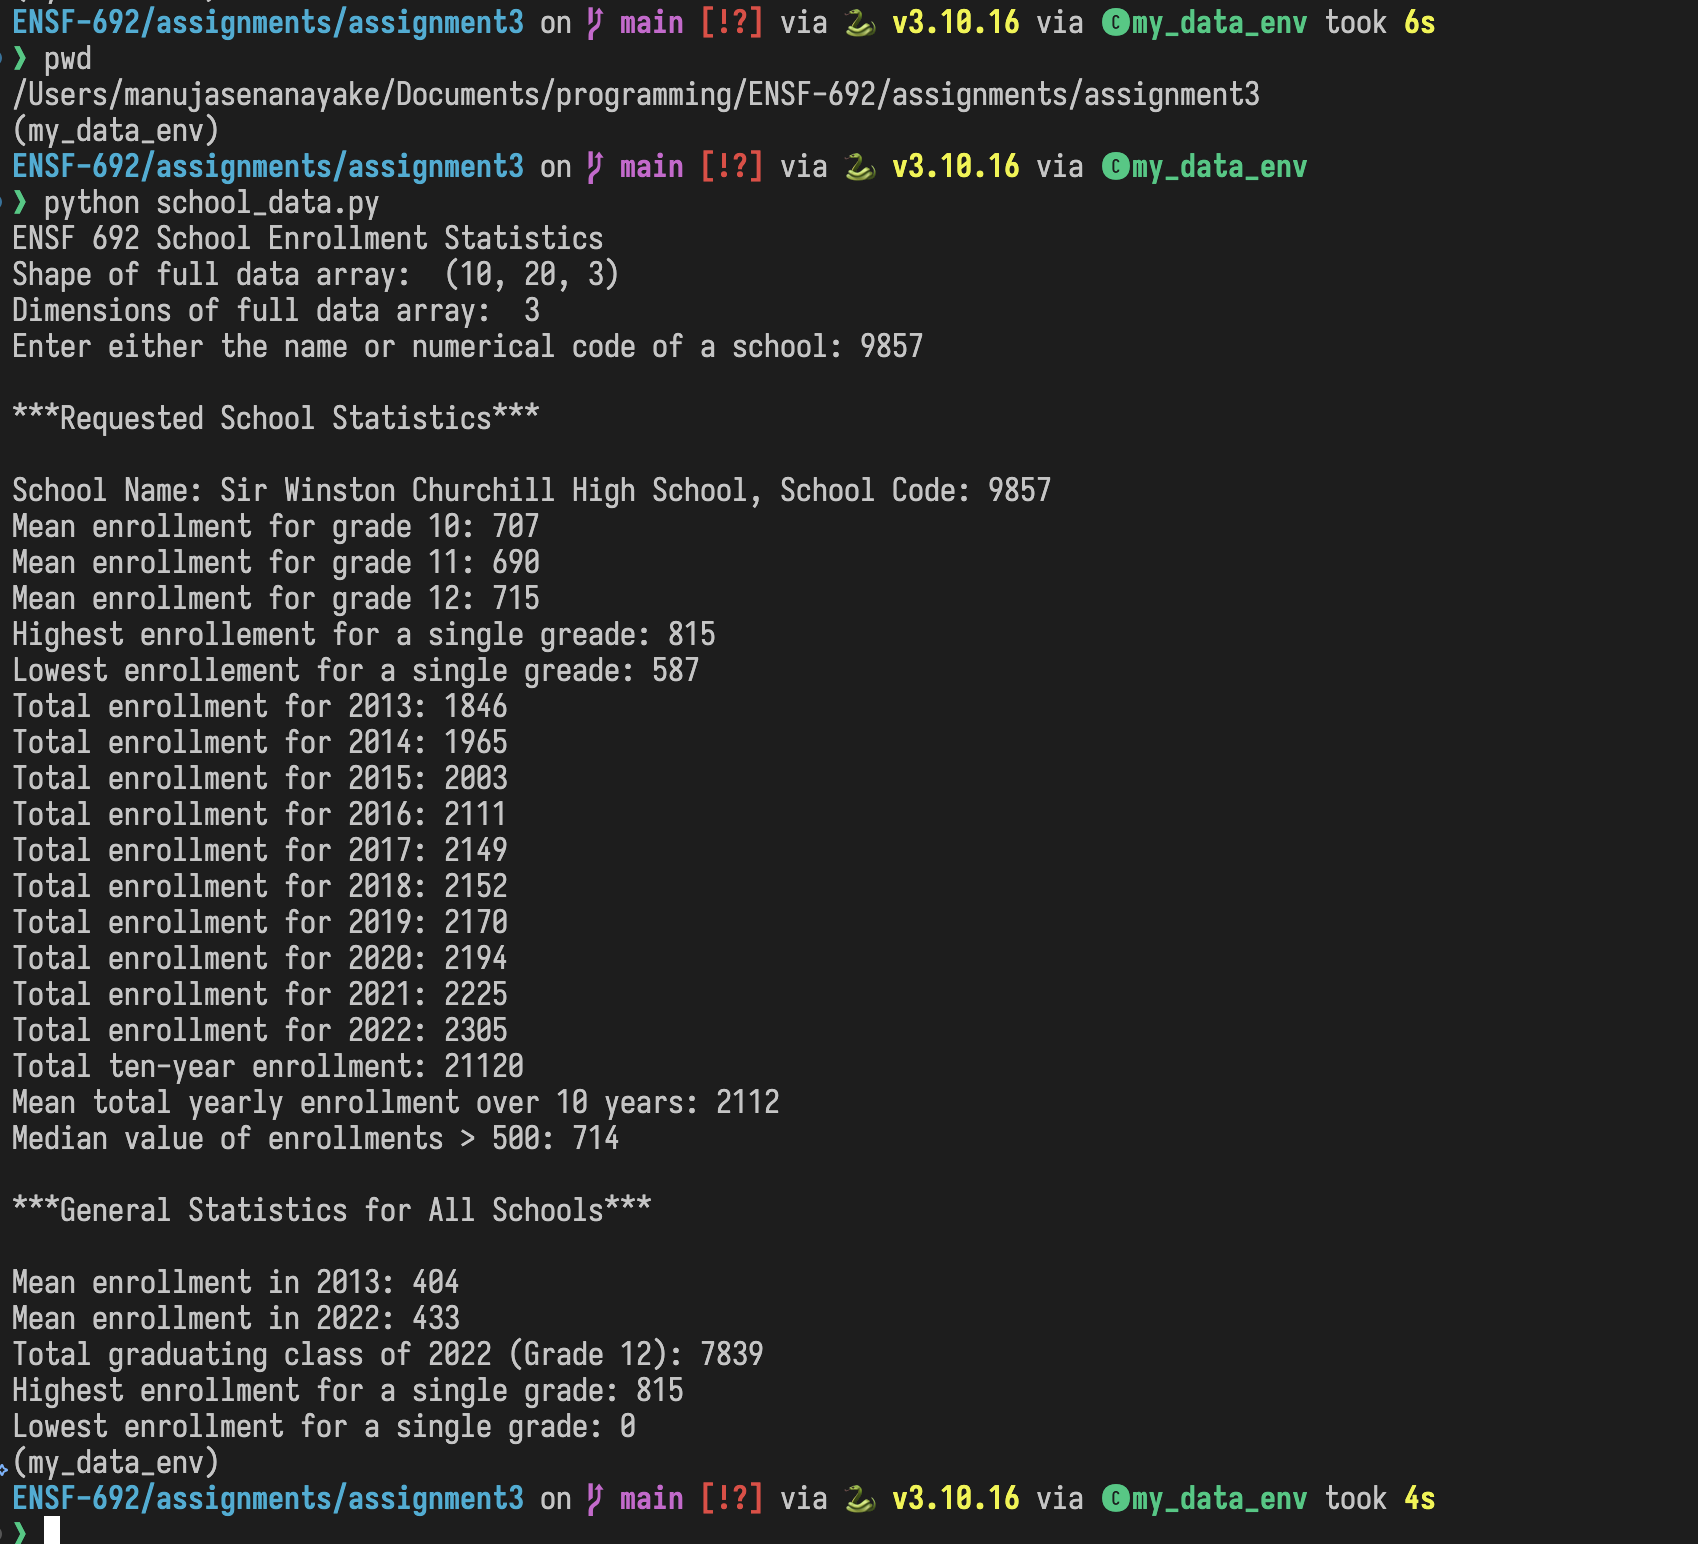 ENSF-692/assignments/assignment3 on main [!?] via 🐍 v3.10.16 via ©my_data_env took 6s
❯ pwd
/Users/manujasenanayake/Documents/programming/ENSF-692/assignments/assignment3
(my_data_env)
ENSF-692/assignments/assignment3 on main [!?] via 🐍 v3.10.16 via ©my_data_env
❯ python school_data.py
ENSF 692 School Enrollment Statistics
Shape of full data array:  (10, 20, 3)
Dimensions of full data array:  3
Enter either the name or numerical code of a school: 9857

***Requested School Statistics***

School Name: Sir Winston Churchill High School, School Code: 9857
Mean enrollment for grade 10: 707
Mean enrollment for grade 11: 690
Mean enrollment for grade 12: 715
Highest enrollement for a single greade: 815
Lowest enrollement for a single greade: 587
Total enrollment for 2013: 1846
Total enrollment for 2014: 1965
Total enrollment for 2015: 2003
Total enrollment for 2016: 2111
Total enrollment for 2017: 2149
Total enrollment for 2018: 2152
Total enrollment for 2019: 2170
Total enrollment for 2020: 2194
Total enrollment for 2021: 2225
Total enrollment for 2022: 2305
Total ten-year enrollment: 21120
Mean total yearly enrollment over 10 years: 2112
Median value of enrollments > 500: 714

***General Statistics for All Schools***

Mean enrollment in 2013: 404
Mean enrollment in 2022: 433
Total graduating class of 2022 (Grade 12): 7839
Highest enrollment for a single grade: 815
Lowest enrollment for a single grade: 0
(my_data_env)
ENSF-692/assignments/assignment3 on main [!?] via 🐍 v3.10.16 via ©my_data_env took 4s
❯